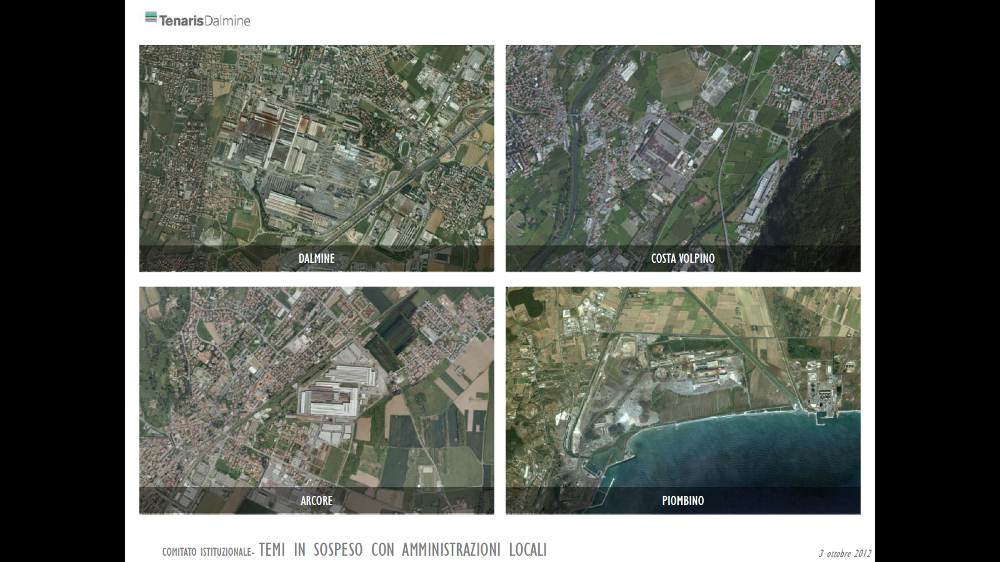 TenarisDalmine
DALMINE
COSTA VOLPINO
ARCORE
PIOMBINO
COMITATO ISTITUZIONALE- TEMI IN SOSPESO CON AMMINISTRAZIONI LOCALI
3 ottobre 2012